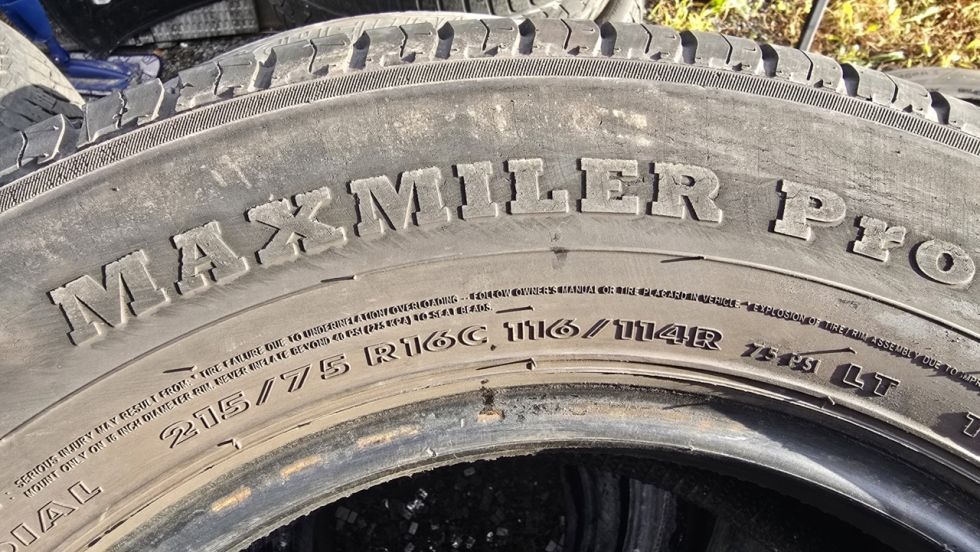 MAXMILER Pro
SERIOUS INJURY MAY RESULT FROM: - TIRE FAILURE DUE TO UNDERINFLATION/OVERLOADING - FOLLOW OWNER'S MANUAL OR TIRE PLACARD IN VEHICLE. - EXPLOSION OF TIRE/RIM ASSEMBLY DUE TO
MOUNT ONLY ON 16 INCH DIAMETER RIM. NEVER INFLATE BEYOND 40 PSI (275 KPA) TO SEAT BEADS.
215/75 R16C 116/114R 75 PSI LT